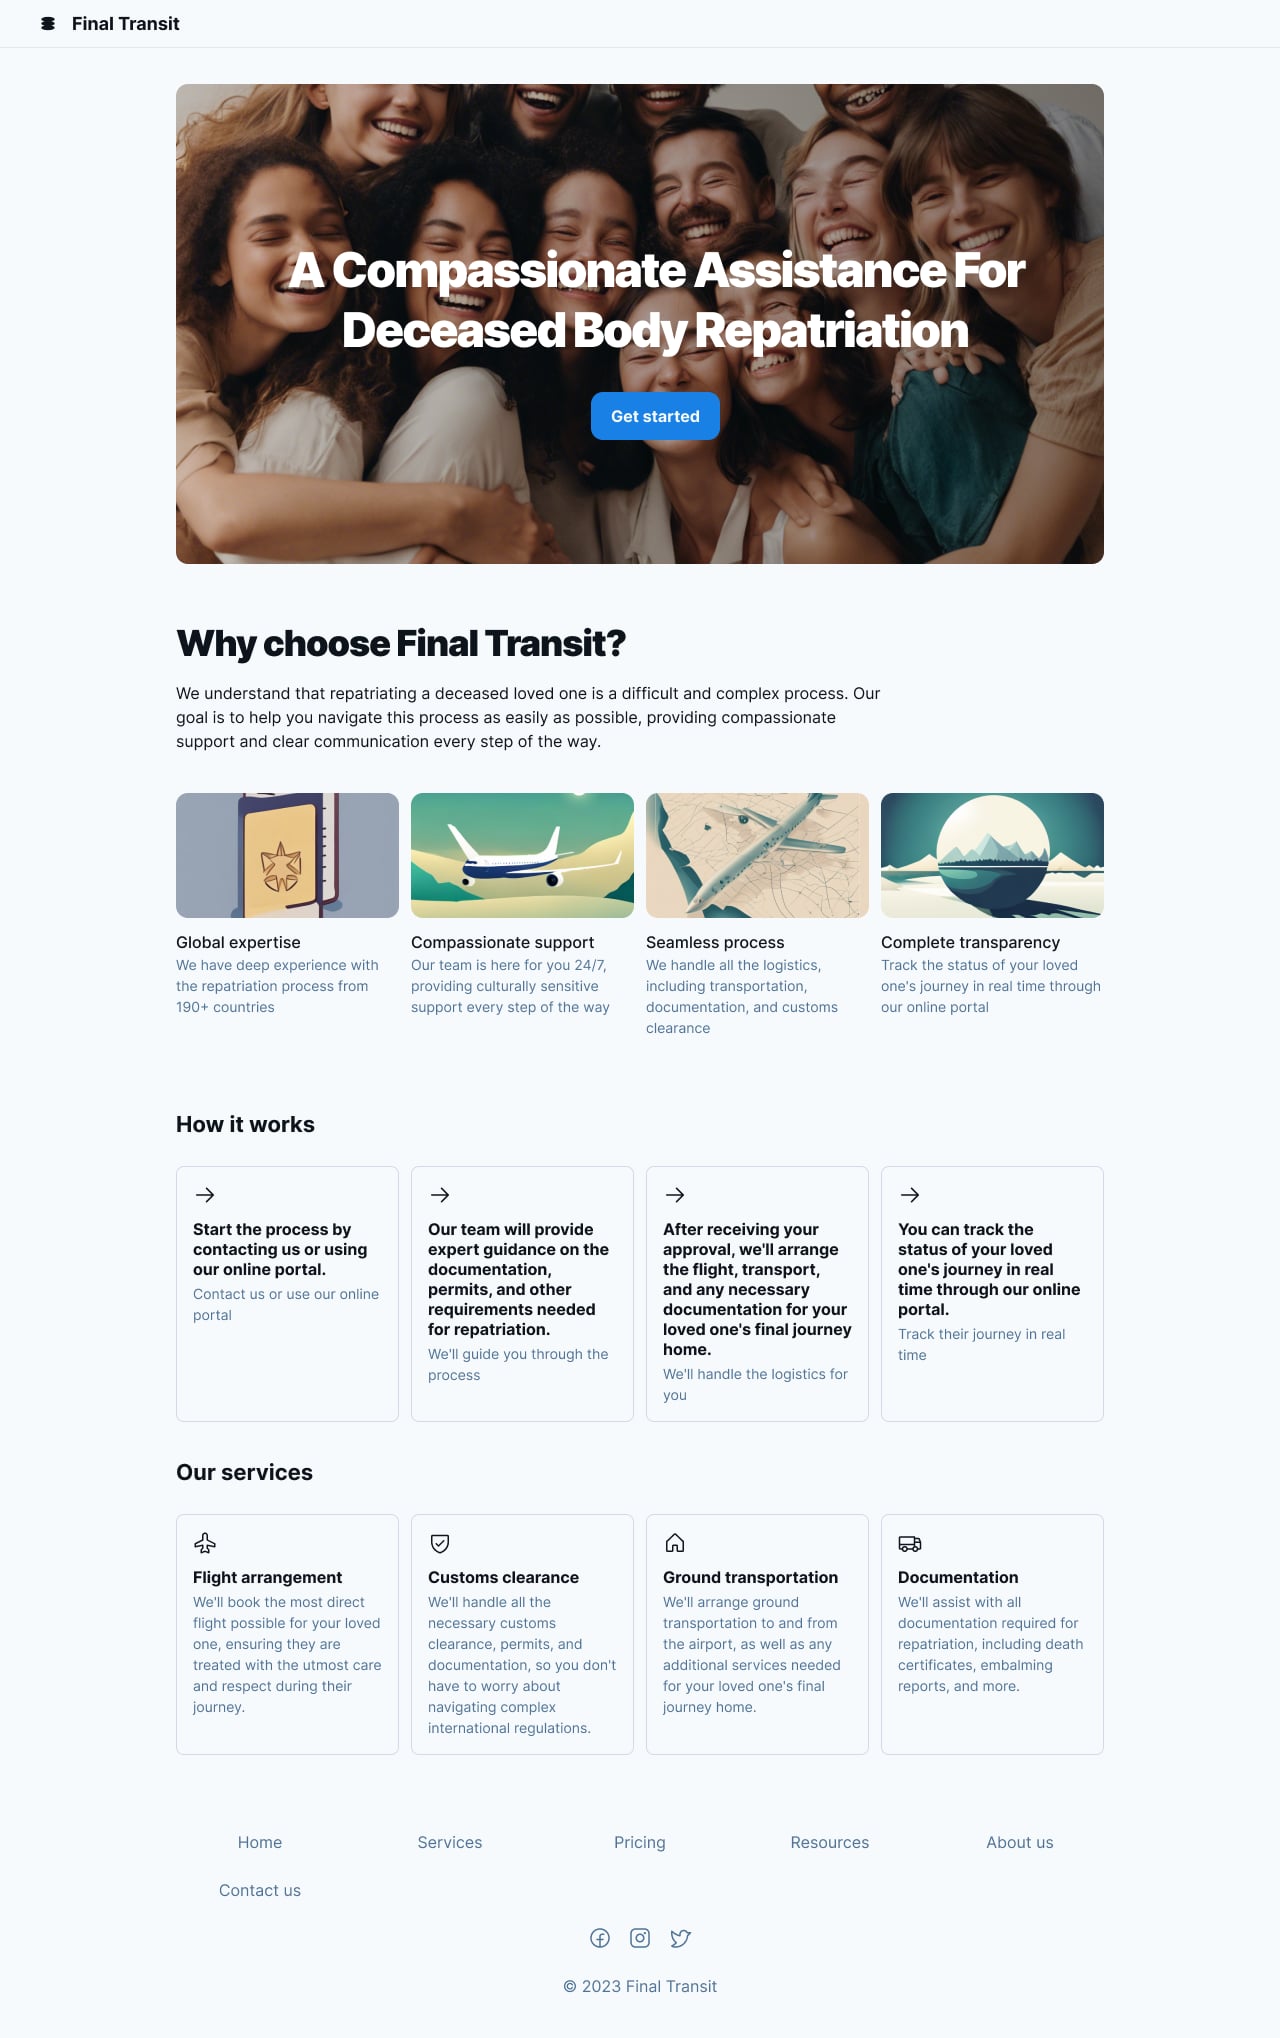 Final Transit
A Compassionate Assistance For
Deceased Body Repatriation
Get started
Why choose Final Transit?
We understand that repatriating a deceased loved one is a difficult and complex process. Our
goal is to help you navigate this process as easily as possible, providing compassionate
support and clear communication every step of the way.
Global expertise
We have deep experience with
the repatriation process from
190+ countries
Compassionate support
Our team is here for you 24/7,
providing culturally sensitive
support every step of the way
Seamless process
We handle all the logistics,
including transportation,
documentation, and customs
clearance
Complete transparency
Track the status of your loved
one's journey in real time through
our online portal
How it works
Start the process by
contacting us or using
our online portal.
Contact us or use our online
portal
Our team will provide
expert guidance on the
documentation,
permits, and other
requirements needed
for repatriation.
We'll guide you through the
process
After receiving your
approval, we'll arrange
the flight, transport,
and any necessary
documentation for your
loved one's final journey
home.
We'll handle the logistics for
you
You can track the
status of your loved
one's journey in real
time through our online
portal.
Track their journey in real
time
Our services
Flight arrangement
We'll book the most direct
flight possible for your loved
one, ensuring they are
treated with the utmost care
and respect during their
journey.
Customs clearance
We'll handle all the
necessary customs
clearance, permits, and
documentation, so you don't
have to worry about
navigating complex
international regulations.
Ground transportation
We'll arrange ground
transportation to and from
the airport, as well as any
additional services needed
for your loved one's final
journey home.
Documentation
We'll assist with all
documentation required for
repatriation, including death
certificates, embalming
reports, and more.
Home
Services
Pricing
Resources
About us
Contact us
© 2023 Final Transit